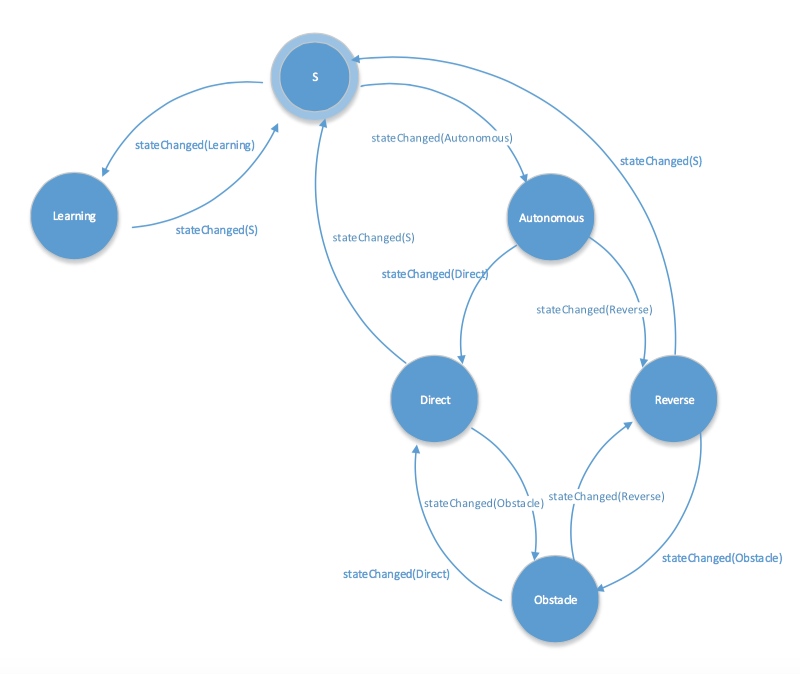 S
stateChanged(Autonomous)
stateChanged(Learning)
stateChanged(S)
Learning
Autonomous
stateChanged(S)
stateChanged(S)
stateChanged(Direct)
stateChanged(Reverse)
Direct
Reverse
stateChanged(Reverse)
stateChanged(Obstacle)
stateChanged(Obstacle)
stateChanged(Direct)
Obstacle